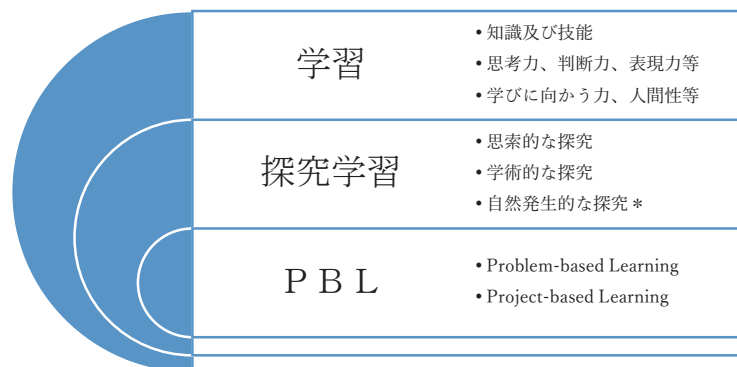 学習
• 知識及び技能
• 思考力、判断力、表現力等
• 学びに向かう力、人間性等
探究学習
• 思索的な探究
• 学術的な探究
• 自然発生的な探究＊
ＰＢＬ
• Problem-based Learning
• Project-based Learning